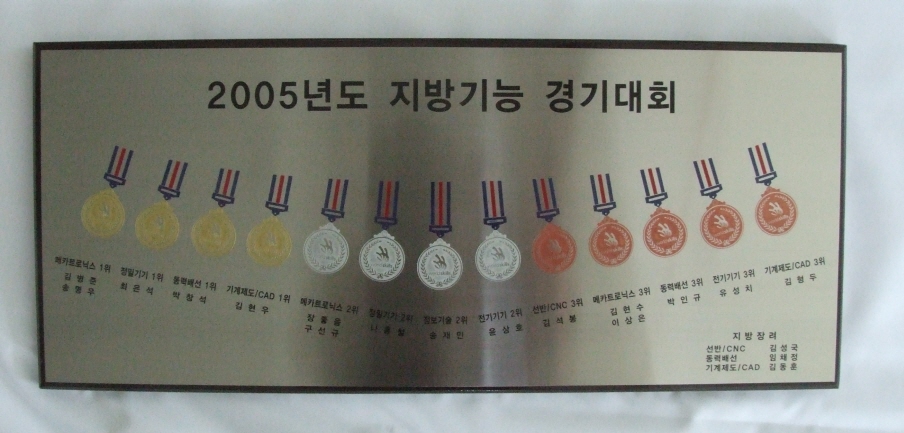 2005년도 지방기능 경기대회
메카트로닉스 1위
김병준
송명우
정밀기기 1위
최은석
동력배선 1위
박참석
기계제도/CAD 1위
김현우
메카트로닉스 2위
구선규
정밀기기 2위
정보기술 2위
송재민
전기기기 2위
윤상호
선반/CNC 3위
김석봉
메카트로닉스 3위
김현수
이상은
동력배선 3위
박인규
전기기기 3위
유성치
기계제도/CAD 3위
김형두
지방장려
선반/CNC 김성국
동력배선 임채정
기계제도/CAD 김동훈